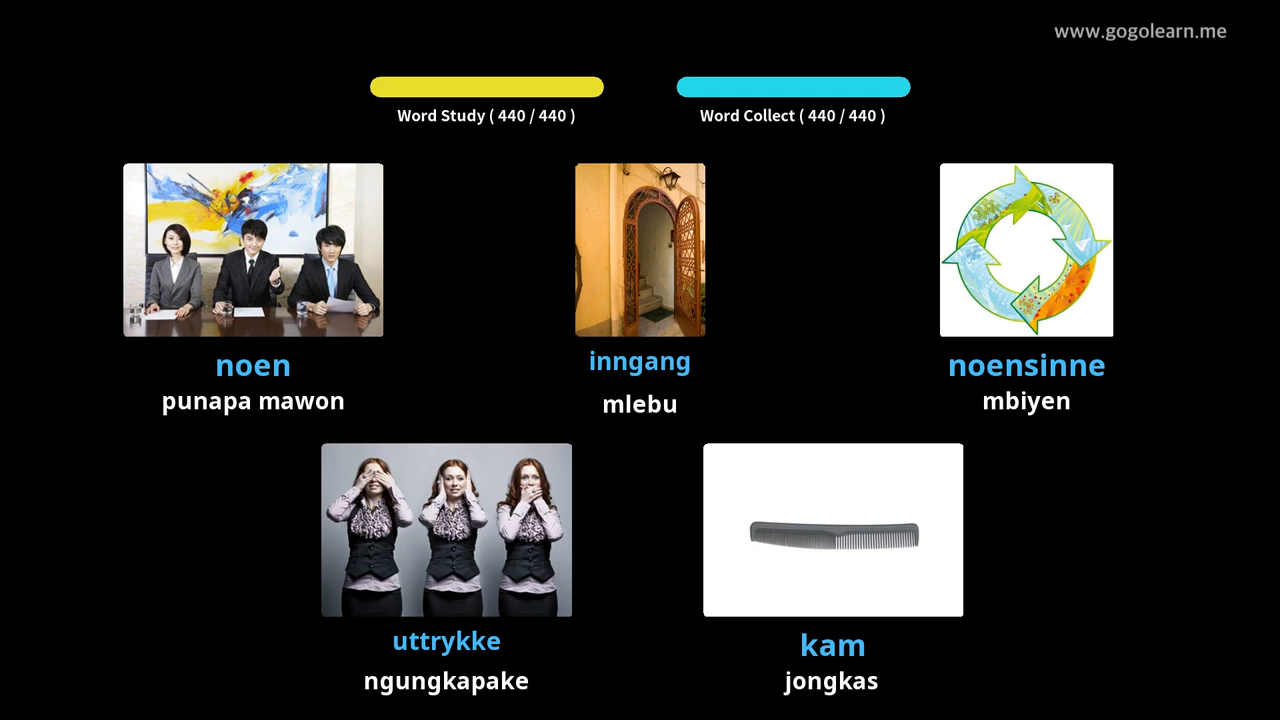 www.gogolearn.me
Word Study ( 440 / 440 )
Word Collect ( 440 / 440 )
noen
punapa mawon
inngang
mlebu
noensinne
mbiyen
uttrykke
ngungkapake
kam
jongkas